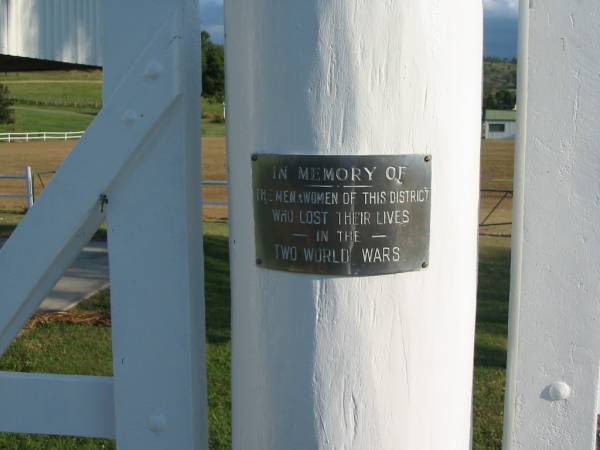 IN MEMORY OF
THE MEN & WOMEN OF THIS DISTRICT
WHO LOST THEIR LIVES
— IN THE —
TWO WORLD WARS